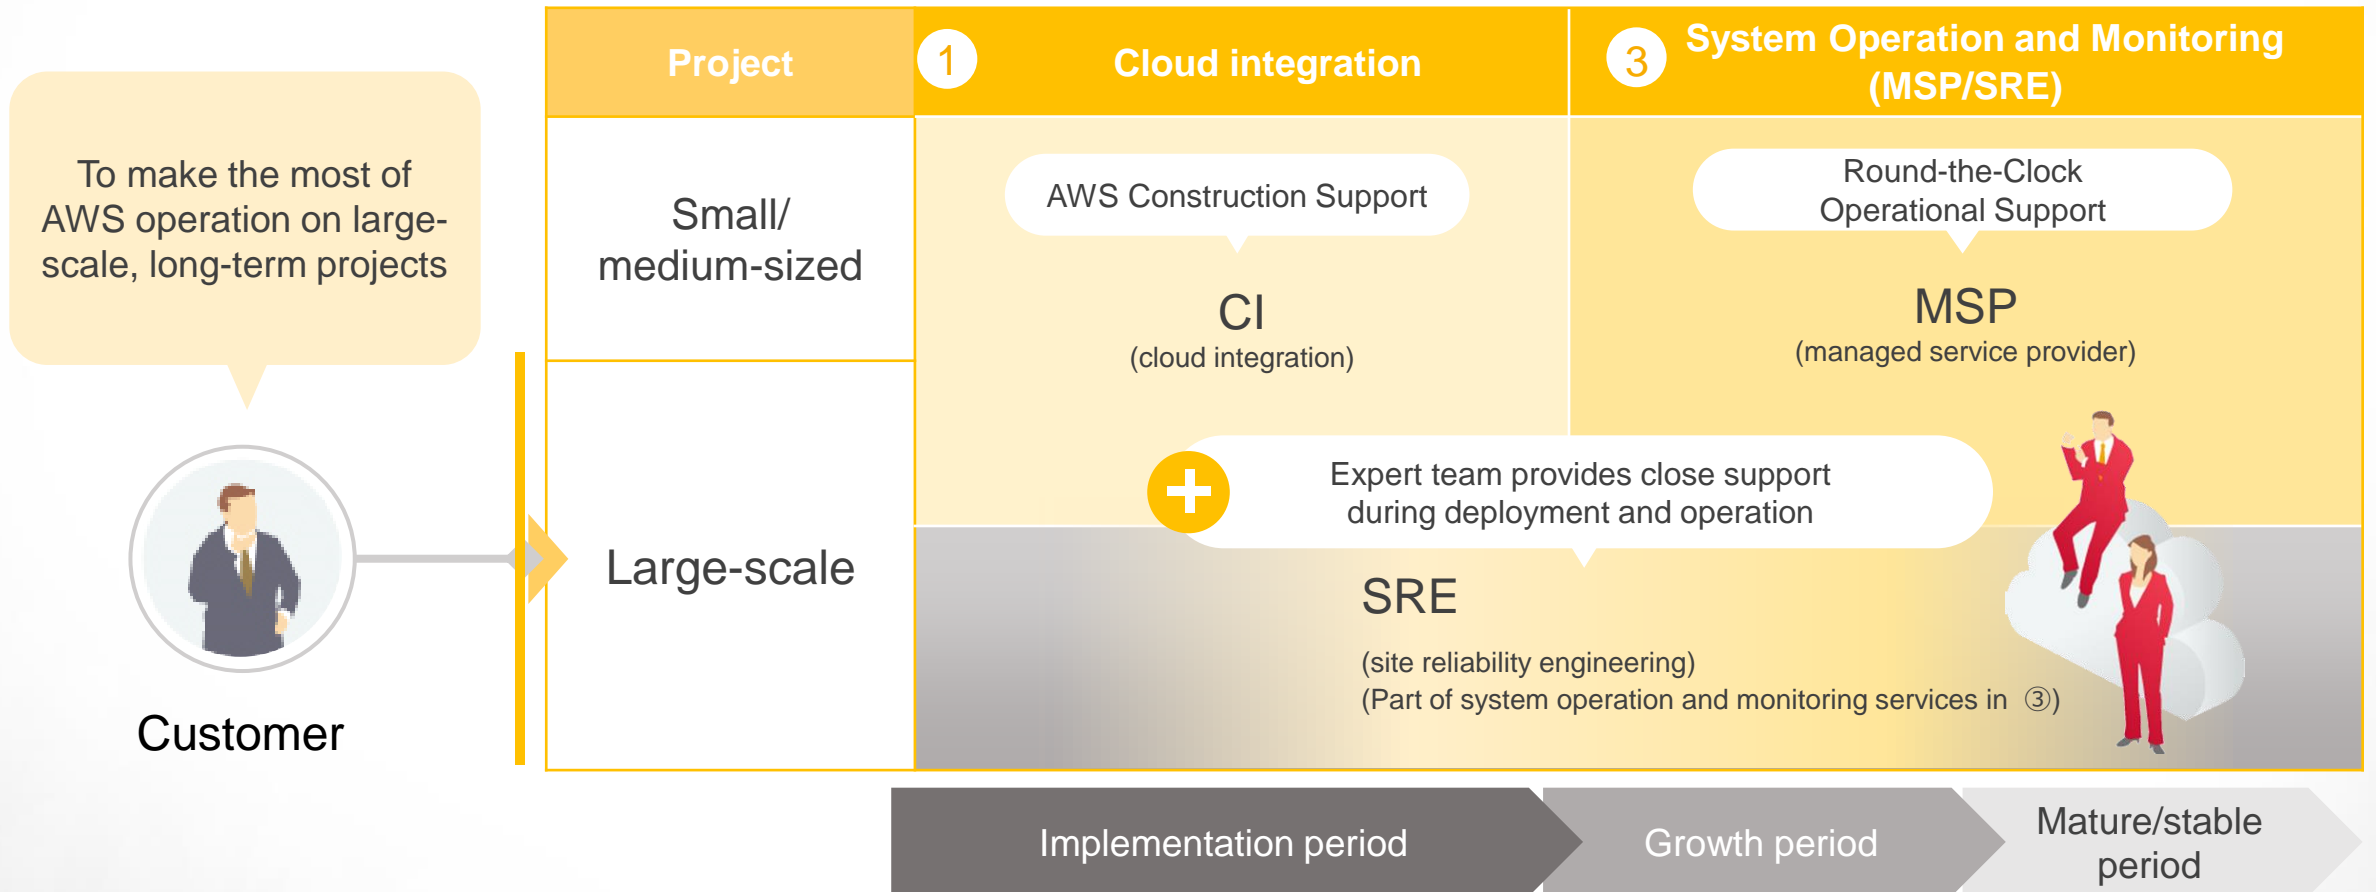 To make the most of
AWS operation on large-
scale, long-term projects
Customer
Project
1
Cloud integration
3
System Operation and Monitoring
(MSP/SRE)
Small/
medium-sized
AWS Construction Support
CI
(cloud integration)
Round-the-Clock
Operational Support
MSP
(managed service provider)
Large-scale
Expert team provides close support
during deployment and operation
SRE
(site reliability engineering)
(Part of system operation and monitoring services in ③)
Implementation period
Growth period
Mature/stable
period